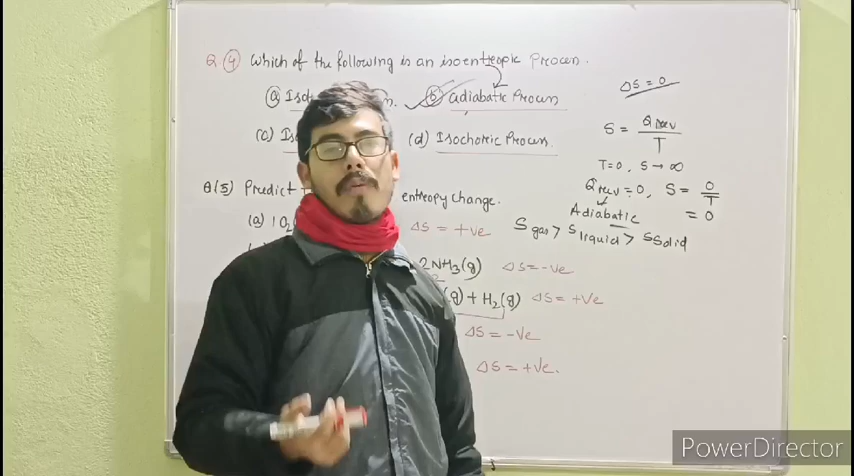 Q. (4) Which of the following is an isoentropic Process.
(a) Iso
(b) adiabatic Process
ΔS = 0
(c) Is
(d) Isochoric Process.
S = Qrev / T
T=0, S → ∞
Qrev = 0, S = 0 / T
= 0
Adiabatic
Q (5) Predict
entropy change.
(a) 1O2
ΔS = +ve
Sgas > Sliquid > Ssolid
2NH3(g) ΔS = -ve
(g) + H2(g) ΔS = +ve
ΔS = -ve
ΔS = +ve.
PowerDirector